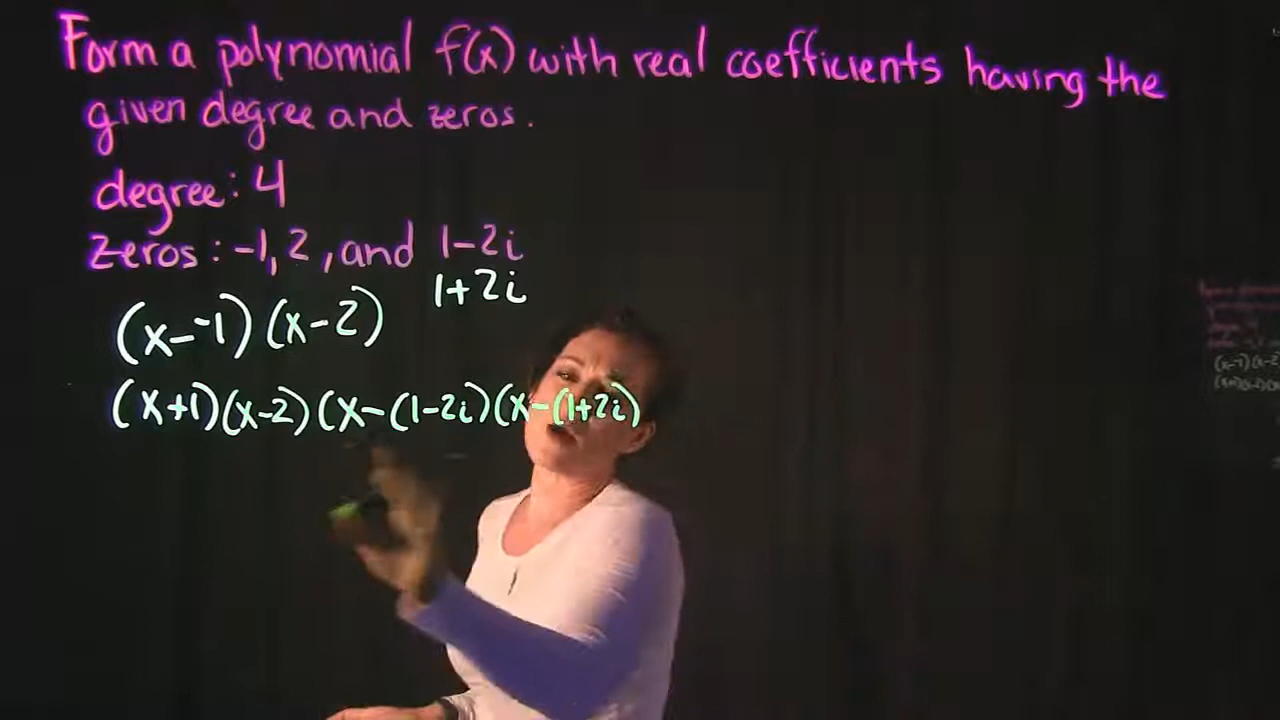 Form a polynomial f(x) with real coefficients having the
given degree and zeros.
degree: 4
zeros: -1, 2, and 1-2i
1+2i
(x--1)(x-2)
(x+1)(x-2)(x-(1-2i)(x-(1+2i)